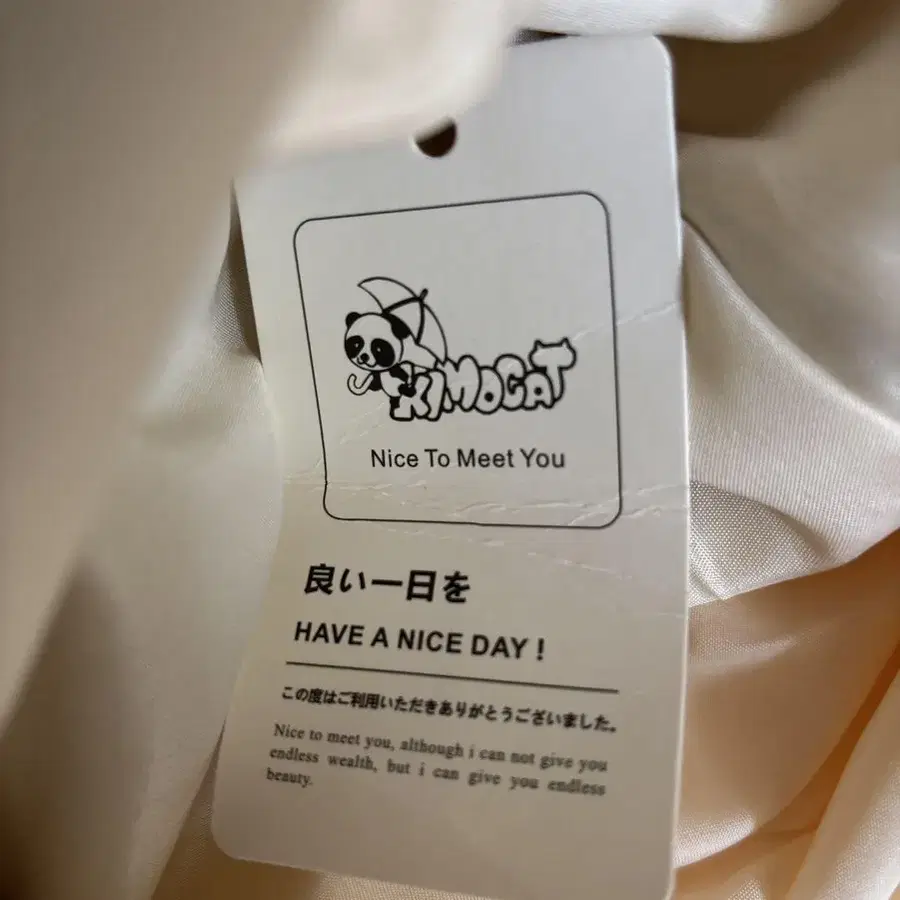 KIMOCAT
Nice To Meet You
良い一日を
HAVE A NICE DAY !
この度はご利用いただきありがとうございました。
Nice to meet you, although i can not give you
endless wealth, but i can give you endless
beauty.